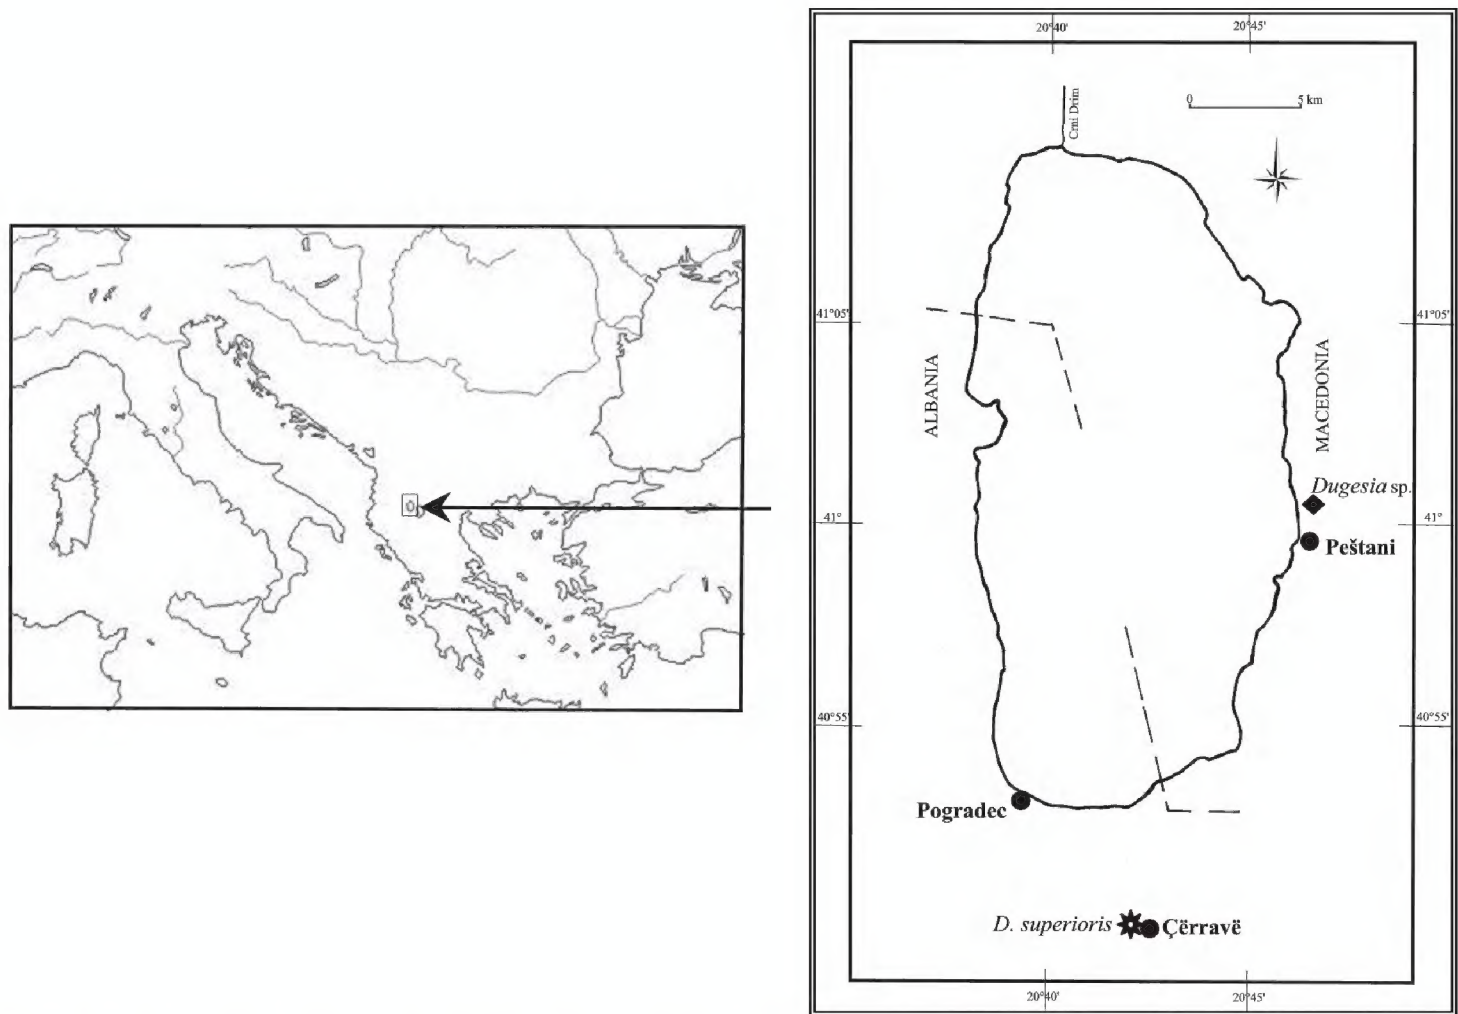 20°40'
20°45'
Crni Drim
0
5 km
41°05'
41°05'
ALBANIA
MACEDONIA
Dugesia sp.
41°
41°
Peštani
40°55'
40°55'
Pogradec
D. superioris
Çërravë
20°40'
20°45'